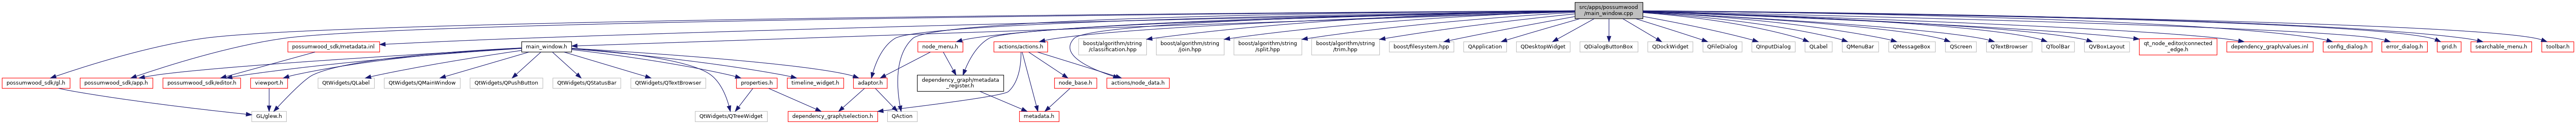 src/apps/possumwood
/main_window.cpp
possumwood_sdk/metadata.inl
main_window.h
node_menu.h
actions/actions.h
boost/algorithm/string
/classification.hpp
boost/algorithm/string
/join.hpp
boost/algorithm/string
/split.hpp
boost/algorithm/string
/trim.hpp
boost/filesystem.hpp
QApplication
QDesktopWidget
QDialogButtonBox
QDockWidget
QFileDialog
QInputDialog
QLabel
QMenuBar
QMessageBox
QScreen
QTextBrowser
QToolBar
QVBoxLayout
qt_node_editor/connected
_edge.h
dependency_graph/values.inl
config_dialog.h
error_dialog.h
grid.h
searchable_menu.h
toolbar.h
possumwood_sdk/gl.h
possumwood_sdk/app.h
possumwood_sdk/editor.h
viewport.h
QtWidgets/QLabel
QtWidgets/QMainWindow
QtWidgets/QPushButton
QtWidgets/QStatusBar
QtWidgets/QTextBrowser
properties.h
timeline_widget.h
adaptor.h
dependency_graph/metadata
_register.h
node_base.h
actions/node_data.h
GL/glew.h
QtWidgets/QTreeWidget
dependency_graph/selection.h
QAction
metadata.h